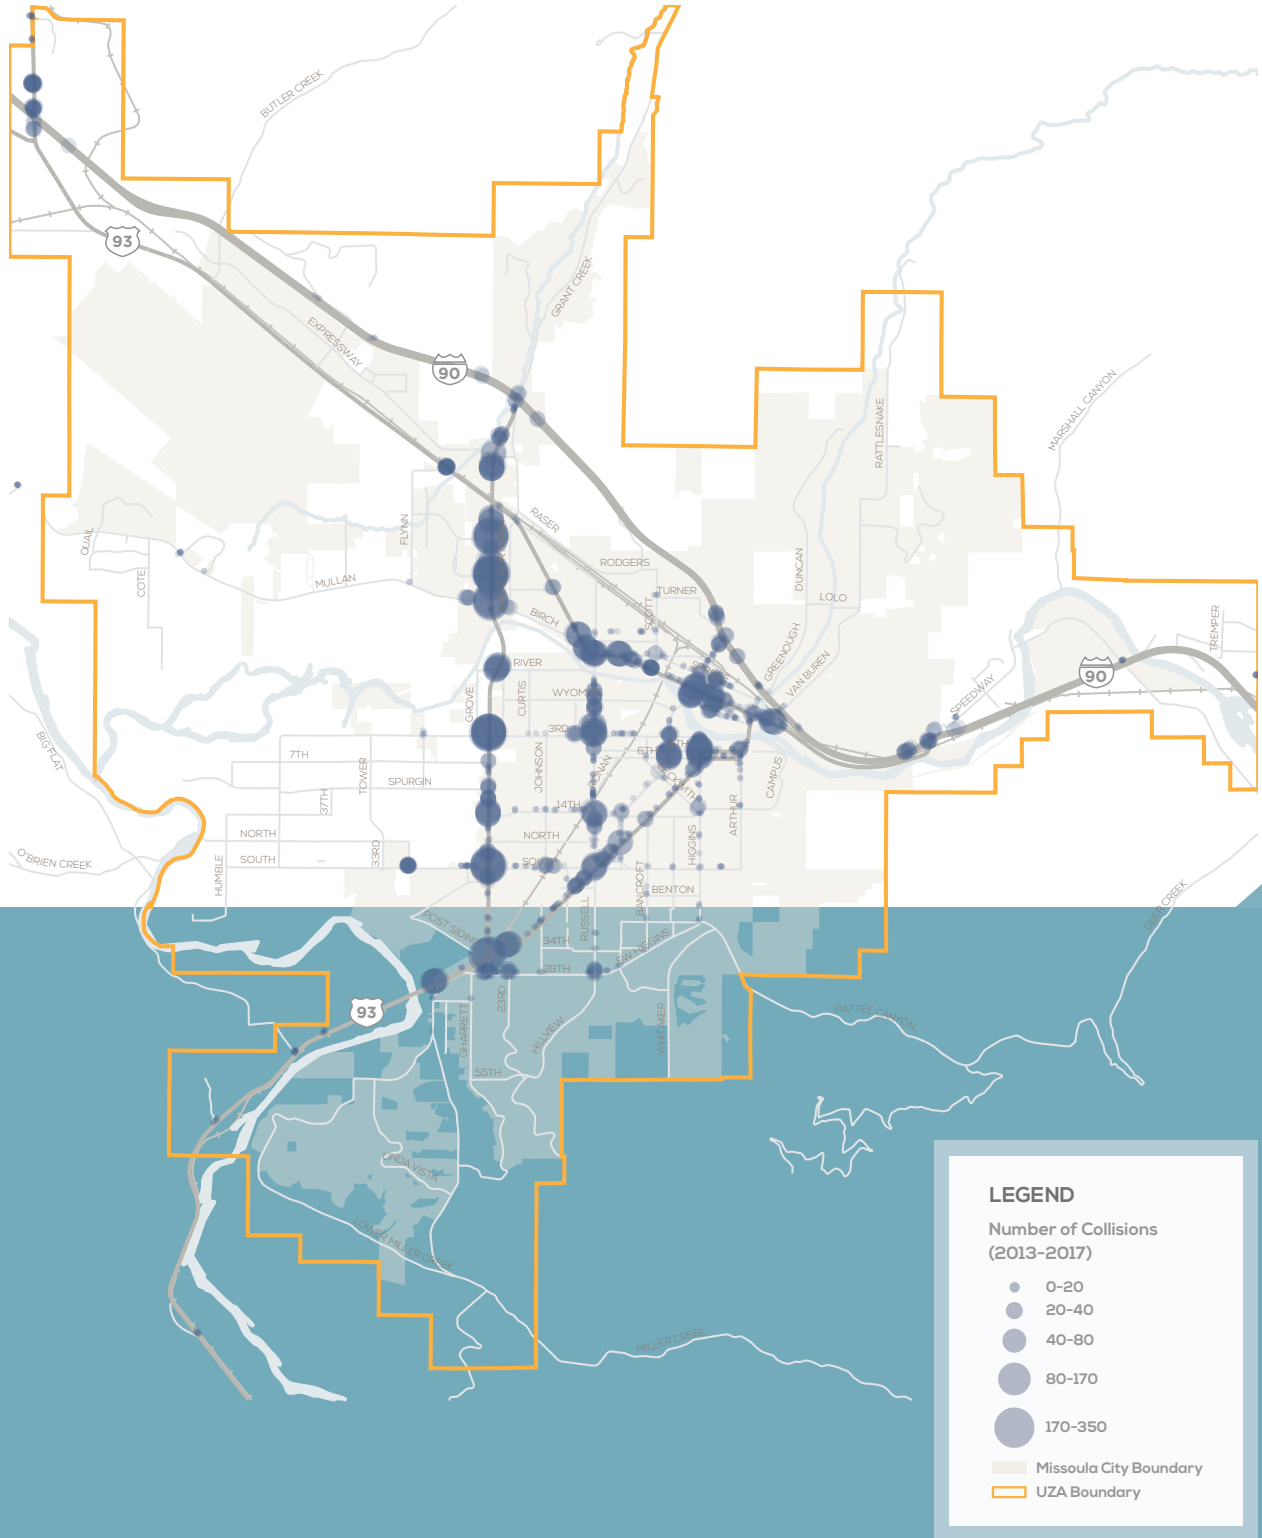 BUTLER CREEK
93
GRANT CREEK
EXPRESSWAY
90
MARSHALL CANYON
RATTLESNAKE
RASER
FLYNN
QUAIL
COTE
MULLAN
RODGERS
TURNER
SCOTT
DUNCAN
LOLO
BIRCH
GREENOUGH
VAN BUREN
TREMPER
RIVER
90
SPEEDWAY
GROVE
CURTIS
WYOM
3RD
BIG FLAT
7TH
TOWER
SPURGIN
JOHNSON
RONAN
6TH
CAMPUS
37TH
14TH
ARTHUR
NORTH
NORTH
HIGGINS
O'BRIEN CREEK
SOUTH
33RD
SOUTH
HUMBLE
BANCROFT
BENTON
DEER CREEK
POST SIDING
RUSSELL
34TH
SW HIGGINS
39TH
93
23RD
GHARRETT
HILLVIEW
WHITAKER
PATTEE CANYON
55TH
LINDA VISTA
LOWER MILLER CREEK
MILLER CREEK
LEGEND
Number of Collisions
(2013-2017)
0-20
20-40
40-80
80-170
170-350
Missoula City Boundary
UZA Boundary